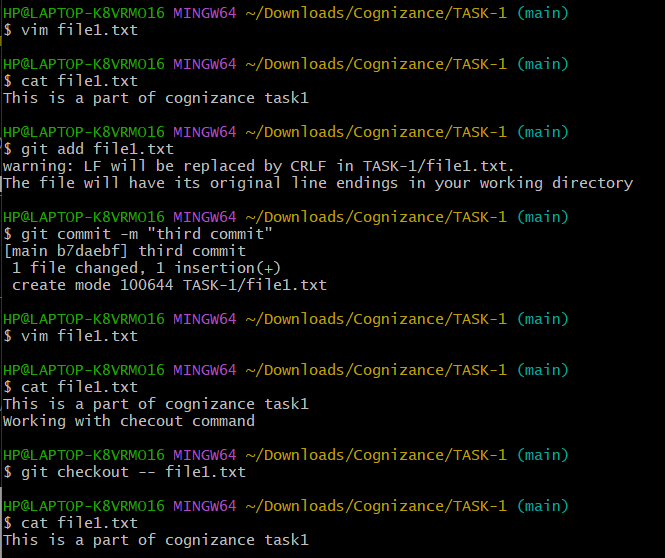 HP@LAPTOP-K8VRMO16 MINGW64 ~/Downloads/Cognizance/TASK-1 (main)
$ vim file1.txt
HP@LAPTOP-K8VRMO16 MINGW64 ~/Downloads/Cognizance/TASK-1 (main)
$ cat file1.txt
This is a part of cognizance task1
HP@LAPTOP-K8VRMO16 MINGW64 ~/Downloads/Cognizance/TASK-1 (main)
$ git add file1.txt
warning: LF will be replaced by CRLF in TASK-1/file1.txt.
The file will have its original line endings in your working directory
HP@LAPTOP-K8VRMO16 MINGW64 ~/Downloads/Cognizance/TASK-1 (main)
$ git commit -m "third commit"
[main b7daebf] third commit
 1 file changed, 1 insertion(+)
 create mode 100644 TASK-1/file1.txt
HP@LAPTOP-K8VRMO16 MINGW64 ~/Downloads/Cognizance/TASK-1 (main)
$ vim file1.txt
HP@LAPTOP-K8VRMO16 MINGW64 ~/Downloads/Cognizance/TASK-1 (main)
$ cat file1.txt
This is a part of cognizance task1
Working with checout command
HP@LAPTOP-K8VRMO16 MINGW64 ~/Downloads/Cognizance/TASK-1 (main)
$ git checkout -- file1.txt
HP@LAPTOP-K8VRMO16 MINGW64 ~/Downloads/Cognizance/TASK-1 (main)
$ cat file1.txt
This is a part of cognizance task1